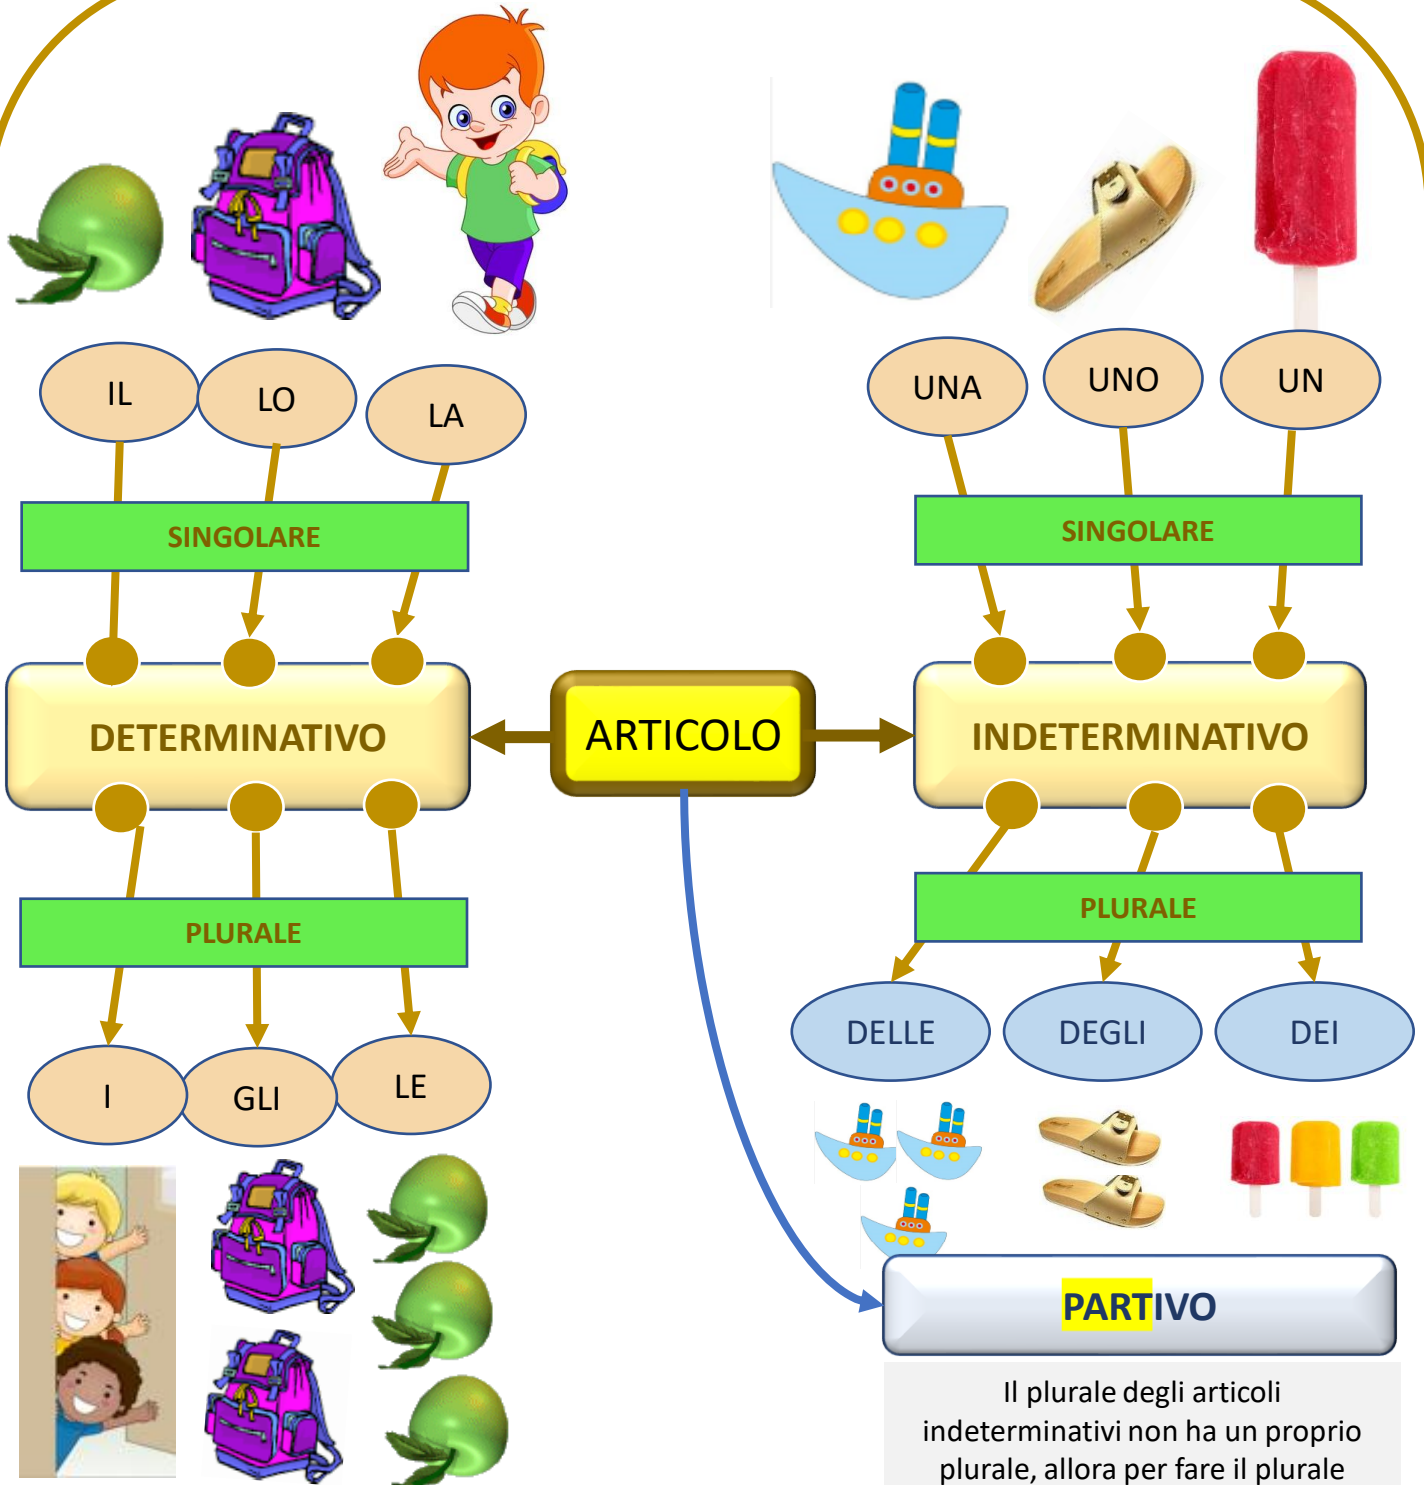 IL
LO
LA
UNA
UNO
UN
SINGOLARE
SINGOLARE
DETERMINATIVO
ARTICOLO
INDETERMINATIVO
PLURALE
PLURALE
I
GLI
LE
DELLE
DEGLI
DEI
PARTIVO
Il plurale degli articoli
indeterminativi non ha un proprio
plurale, allora per fare il plurale